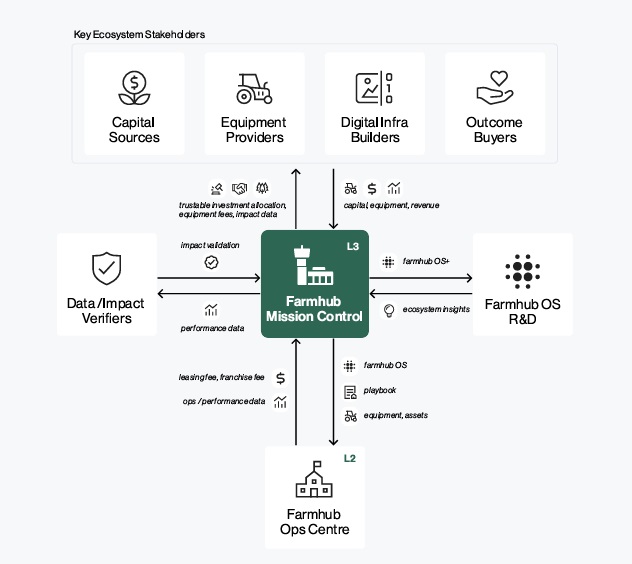 Key Ecosystem Stakeholders
Capital
Sources
Equipment
Providers
Digital Infra
Builders
Outcome
Buyers
trustable investment allocation,
equipment fees, impact data
capital, equipment, revenue
Data /Impact
Verifiers
impact validation
performance data
L3
Farmhub
Mission Control
farmhub OS+
ecosystem insights
Farmhub OS
R&D
leasing fee, franchise fee
ops / performance data
farmhub OS
playbook
equipment, assets
L2
Farmhub
Ops Centre